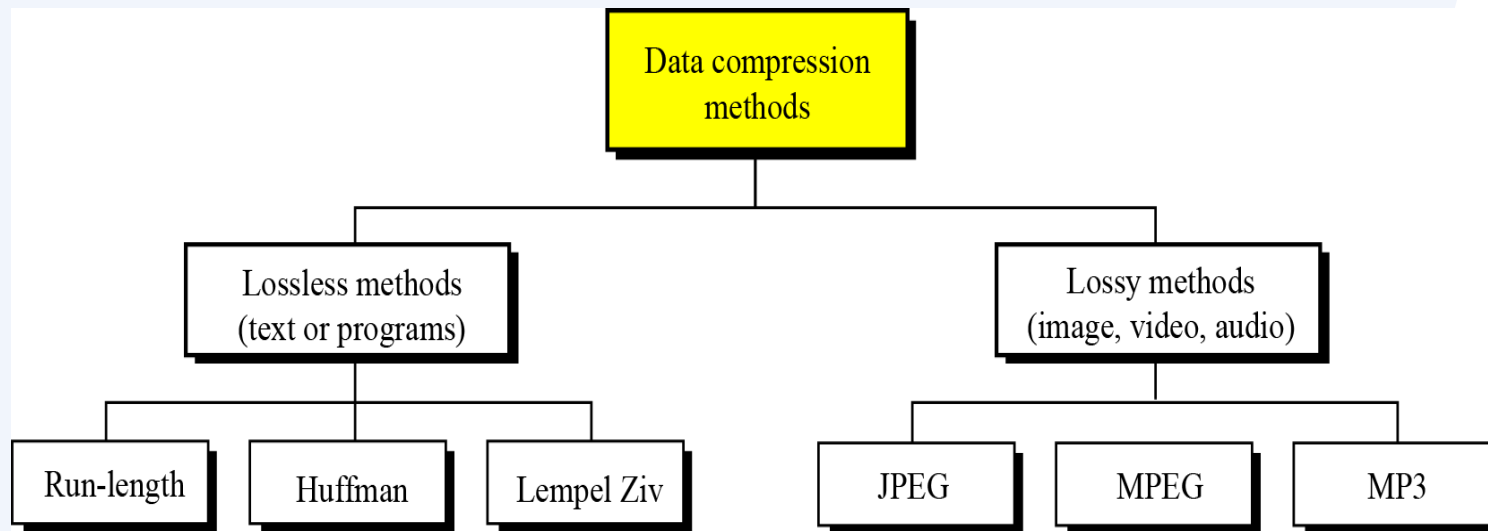 Data compression
methods
Lossless methods
(text or programs)
Lossy methods
(image, video, audio)
Run-length
Huffman
Lempel Ziv
JPEG
MPEG
MP3